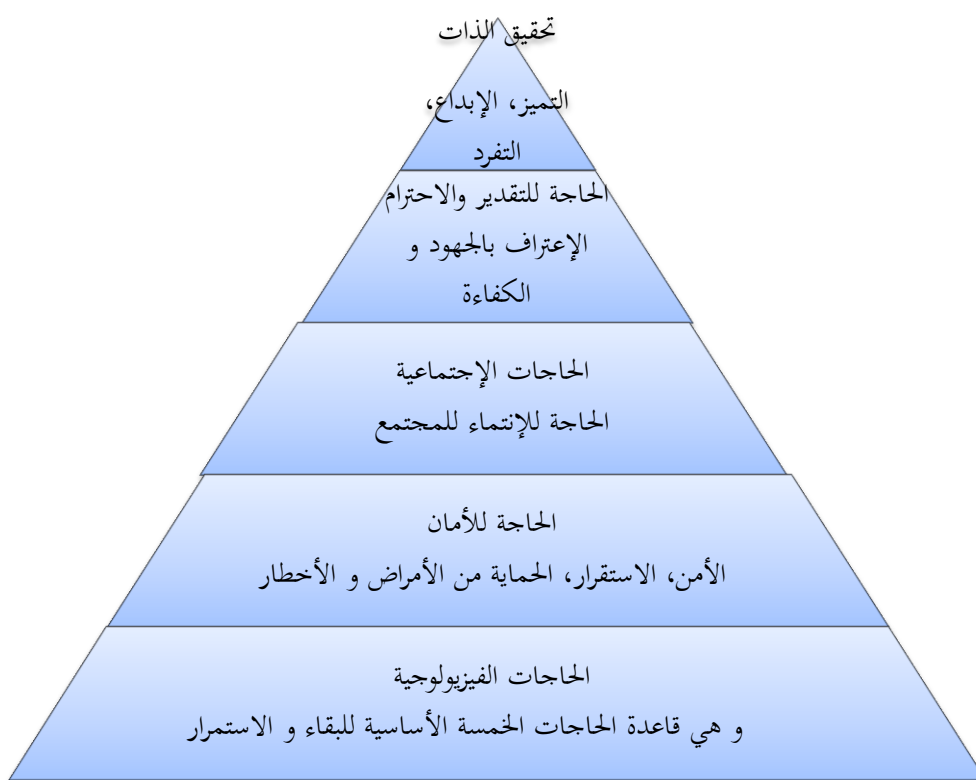 تحقيق الذات
التميز، الإبداع،
التفرد
الحاجة للتقدير والاحترام
الإعتراف بالجهود و
الكفاءة
الحاجات الإجتماعية
الحاجة للإنتماء للمجتمع
الحاجة للأمان
الأمن، الاستقرار، الحماية من الأمراض و الأخطار
الحاجات الفيزيولوجية
و هي قاعدة الحاجات الخمسة الأساسية للبقاء و الاستمرار